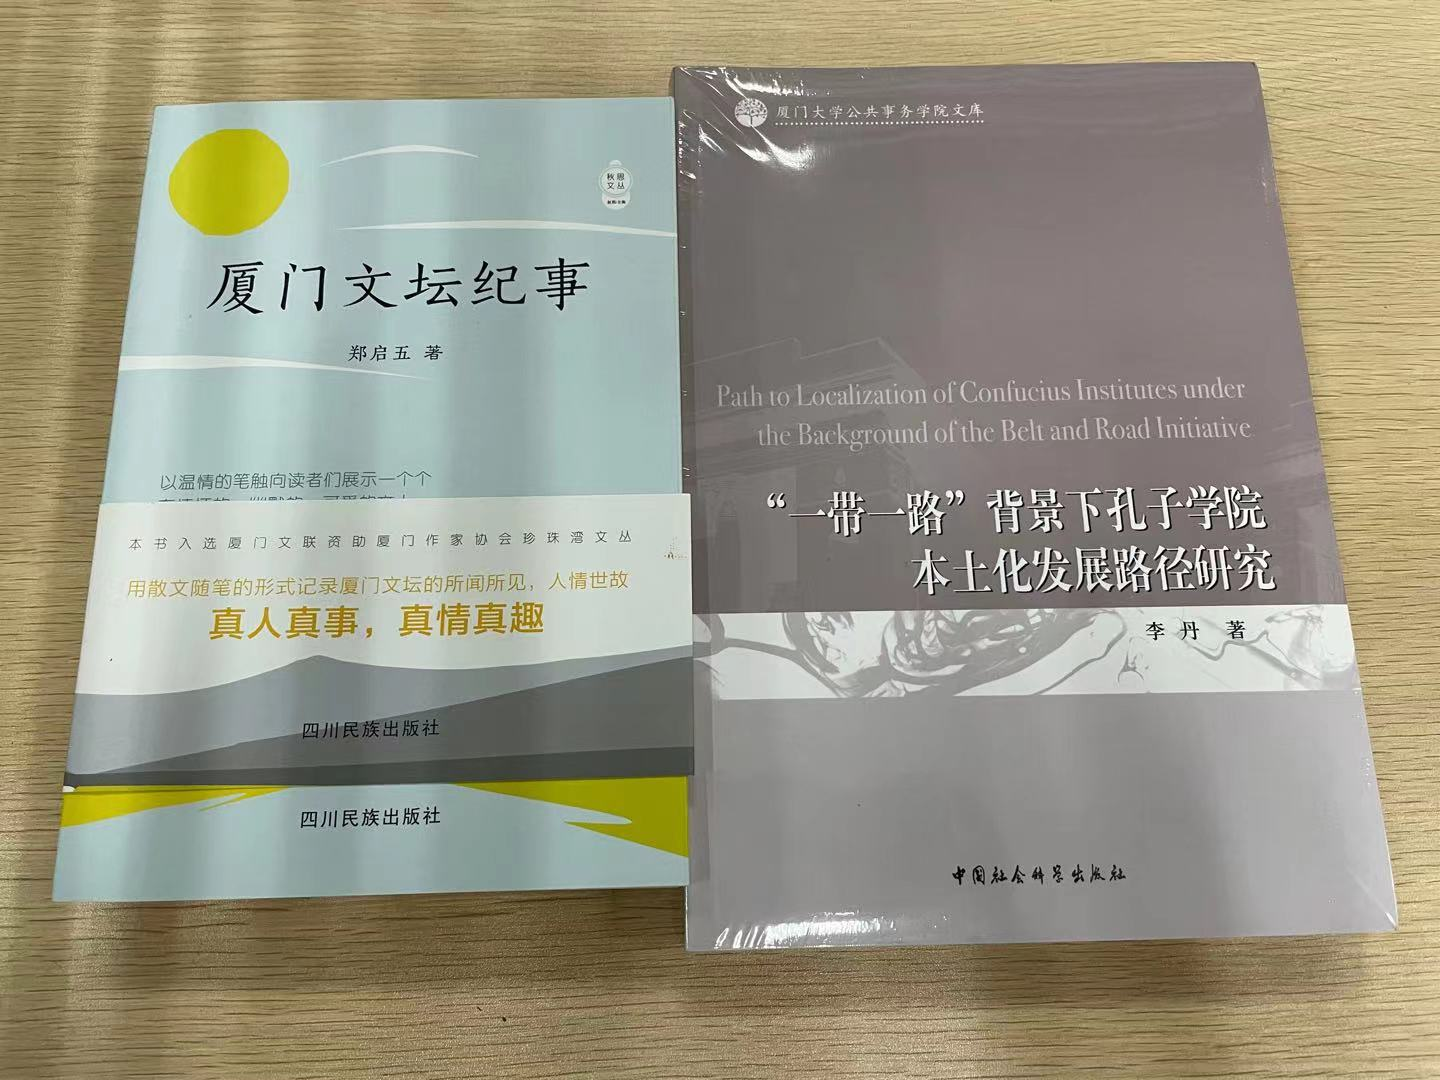 秋恩
文丛
厦门文坛纪事
郑启五 著
以温情的笔触向读者们展示一个个
本书入选厦门文联资助厦门作家协会珍珠湾文丛
用散文随笔的形式记录厦门文坛的所闻所见，人情世故
真人真事，真情真趣
四川民族出版社
四川民族出版社
厦门大学公共事务学院文库
Path to Localization of Confucius Institutes under
the Background of the Belt and Road Initiative
“一带一路”背景下孔子学院
本土化发展路径研究
李丹 著
中国社会科学出版社